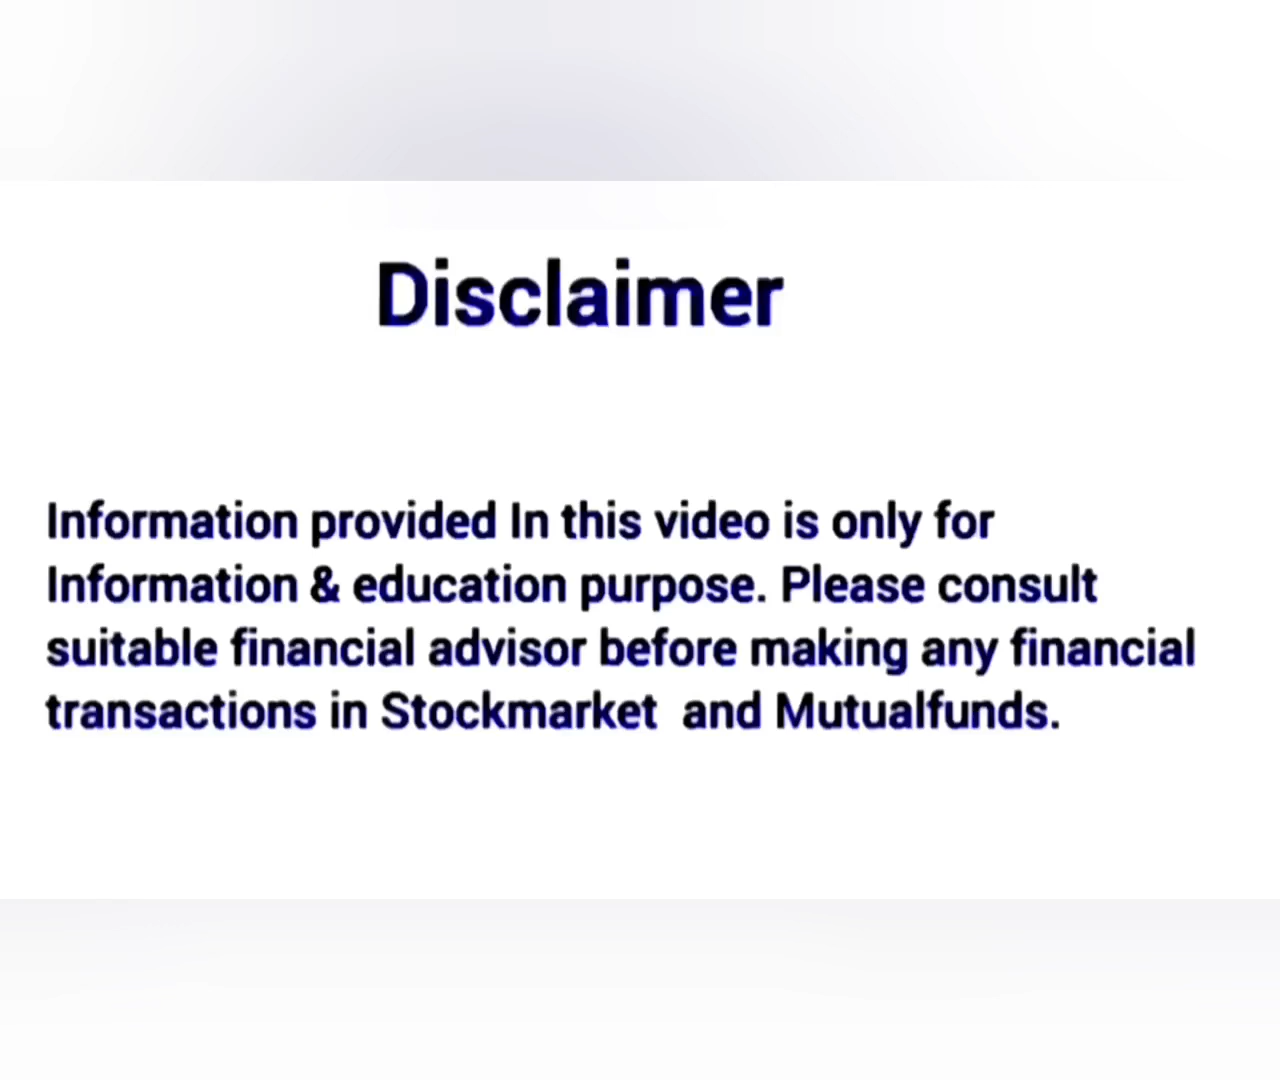 Disclaimer
Information provided In this video is only for
Information & education purpose. Please consult
suitable financial advisor before making any financial
transactions in Stockmarket  and Mutualfunds.